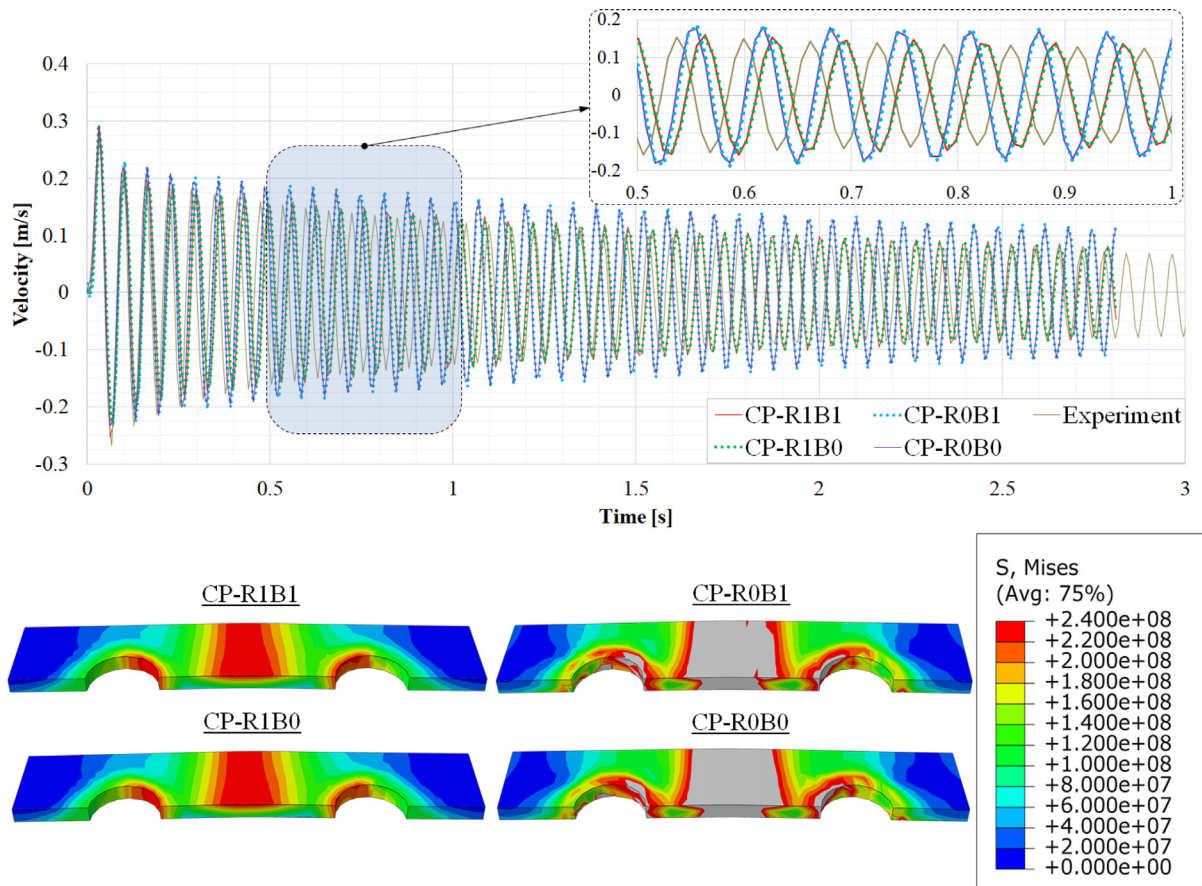 0.2
0.1
0
-0.1
-0.2
0.5 0.6 0.7 0.8 0.9 1
0.4
0.3
0.2
0.1
0
-0.1
-0.2
-0.3
Velocity [m/s]
CP-R1B1 CP-R0B1 Experiment
CP-R1B0 CP-R0B0
0 0.5 1 1.5 2 2.5 3
Time [s]
CP-R1B1 CP-R0B1
CP-R1B0 CP-R0B0
S, Mises
(Avg: 75%)
+2.400e+08
+2.200e+08
+2.000e+08
+1.800e+08
+1.600e+08
+1.400e+08
+1.200e+08
+8.000e+07
+6.000e+07
+4.000e+07
+2.000e+07
+0.000e+00